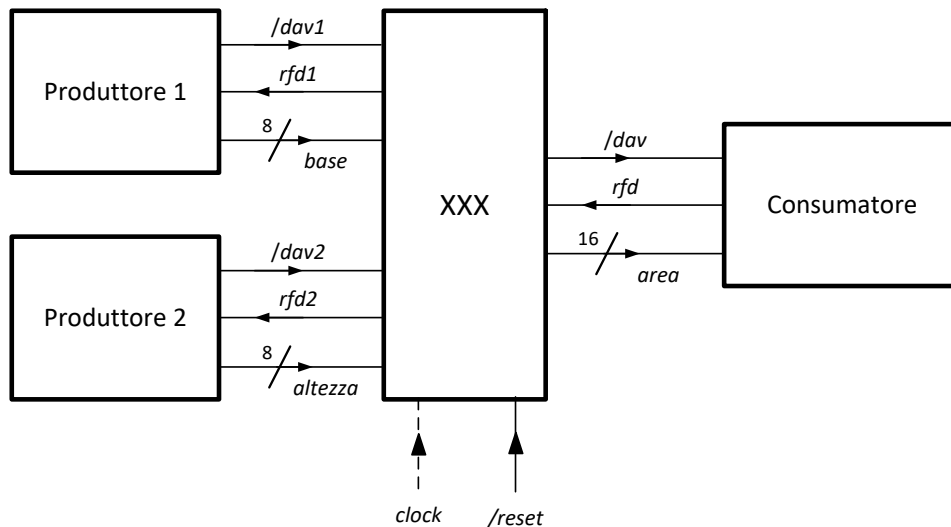 Produttore 1
/dav1
rfd1
8
base
Produttore 2
/dav2
rfd2
8
altezza
XXX
/dav
rfd
16
area
Consumatore
clock
/reset